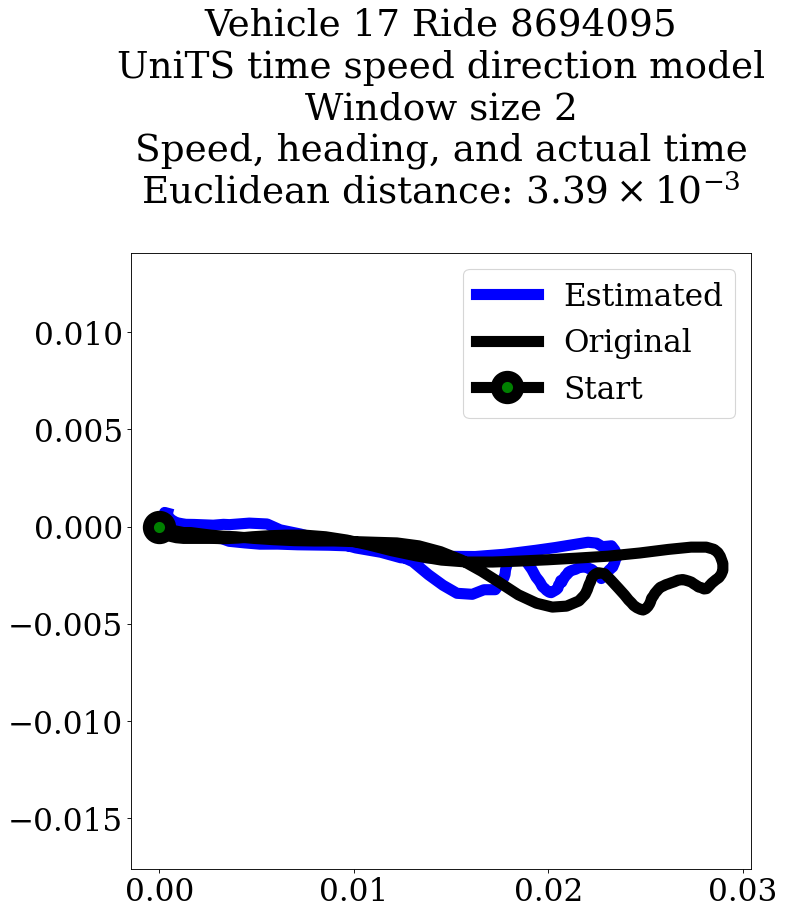 Vehicle 17 Ride 8694095
UniTS time speed direction model
Window size 2
Speed, heading, and actual time
Euclidean distance: 3.39 × 10⁻³
Estimated
Original
Start
0.010
0.005
0.000
−0.005
−0.010
−0.015
0.00 0.01 0.02 0.03